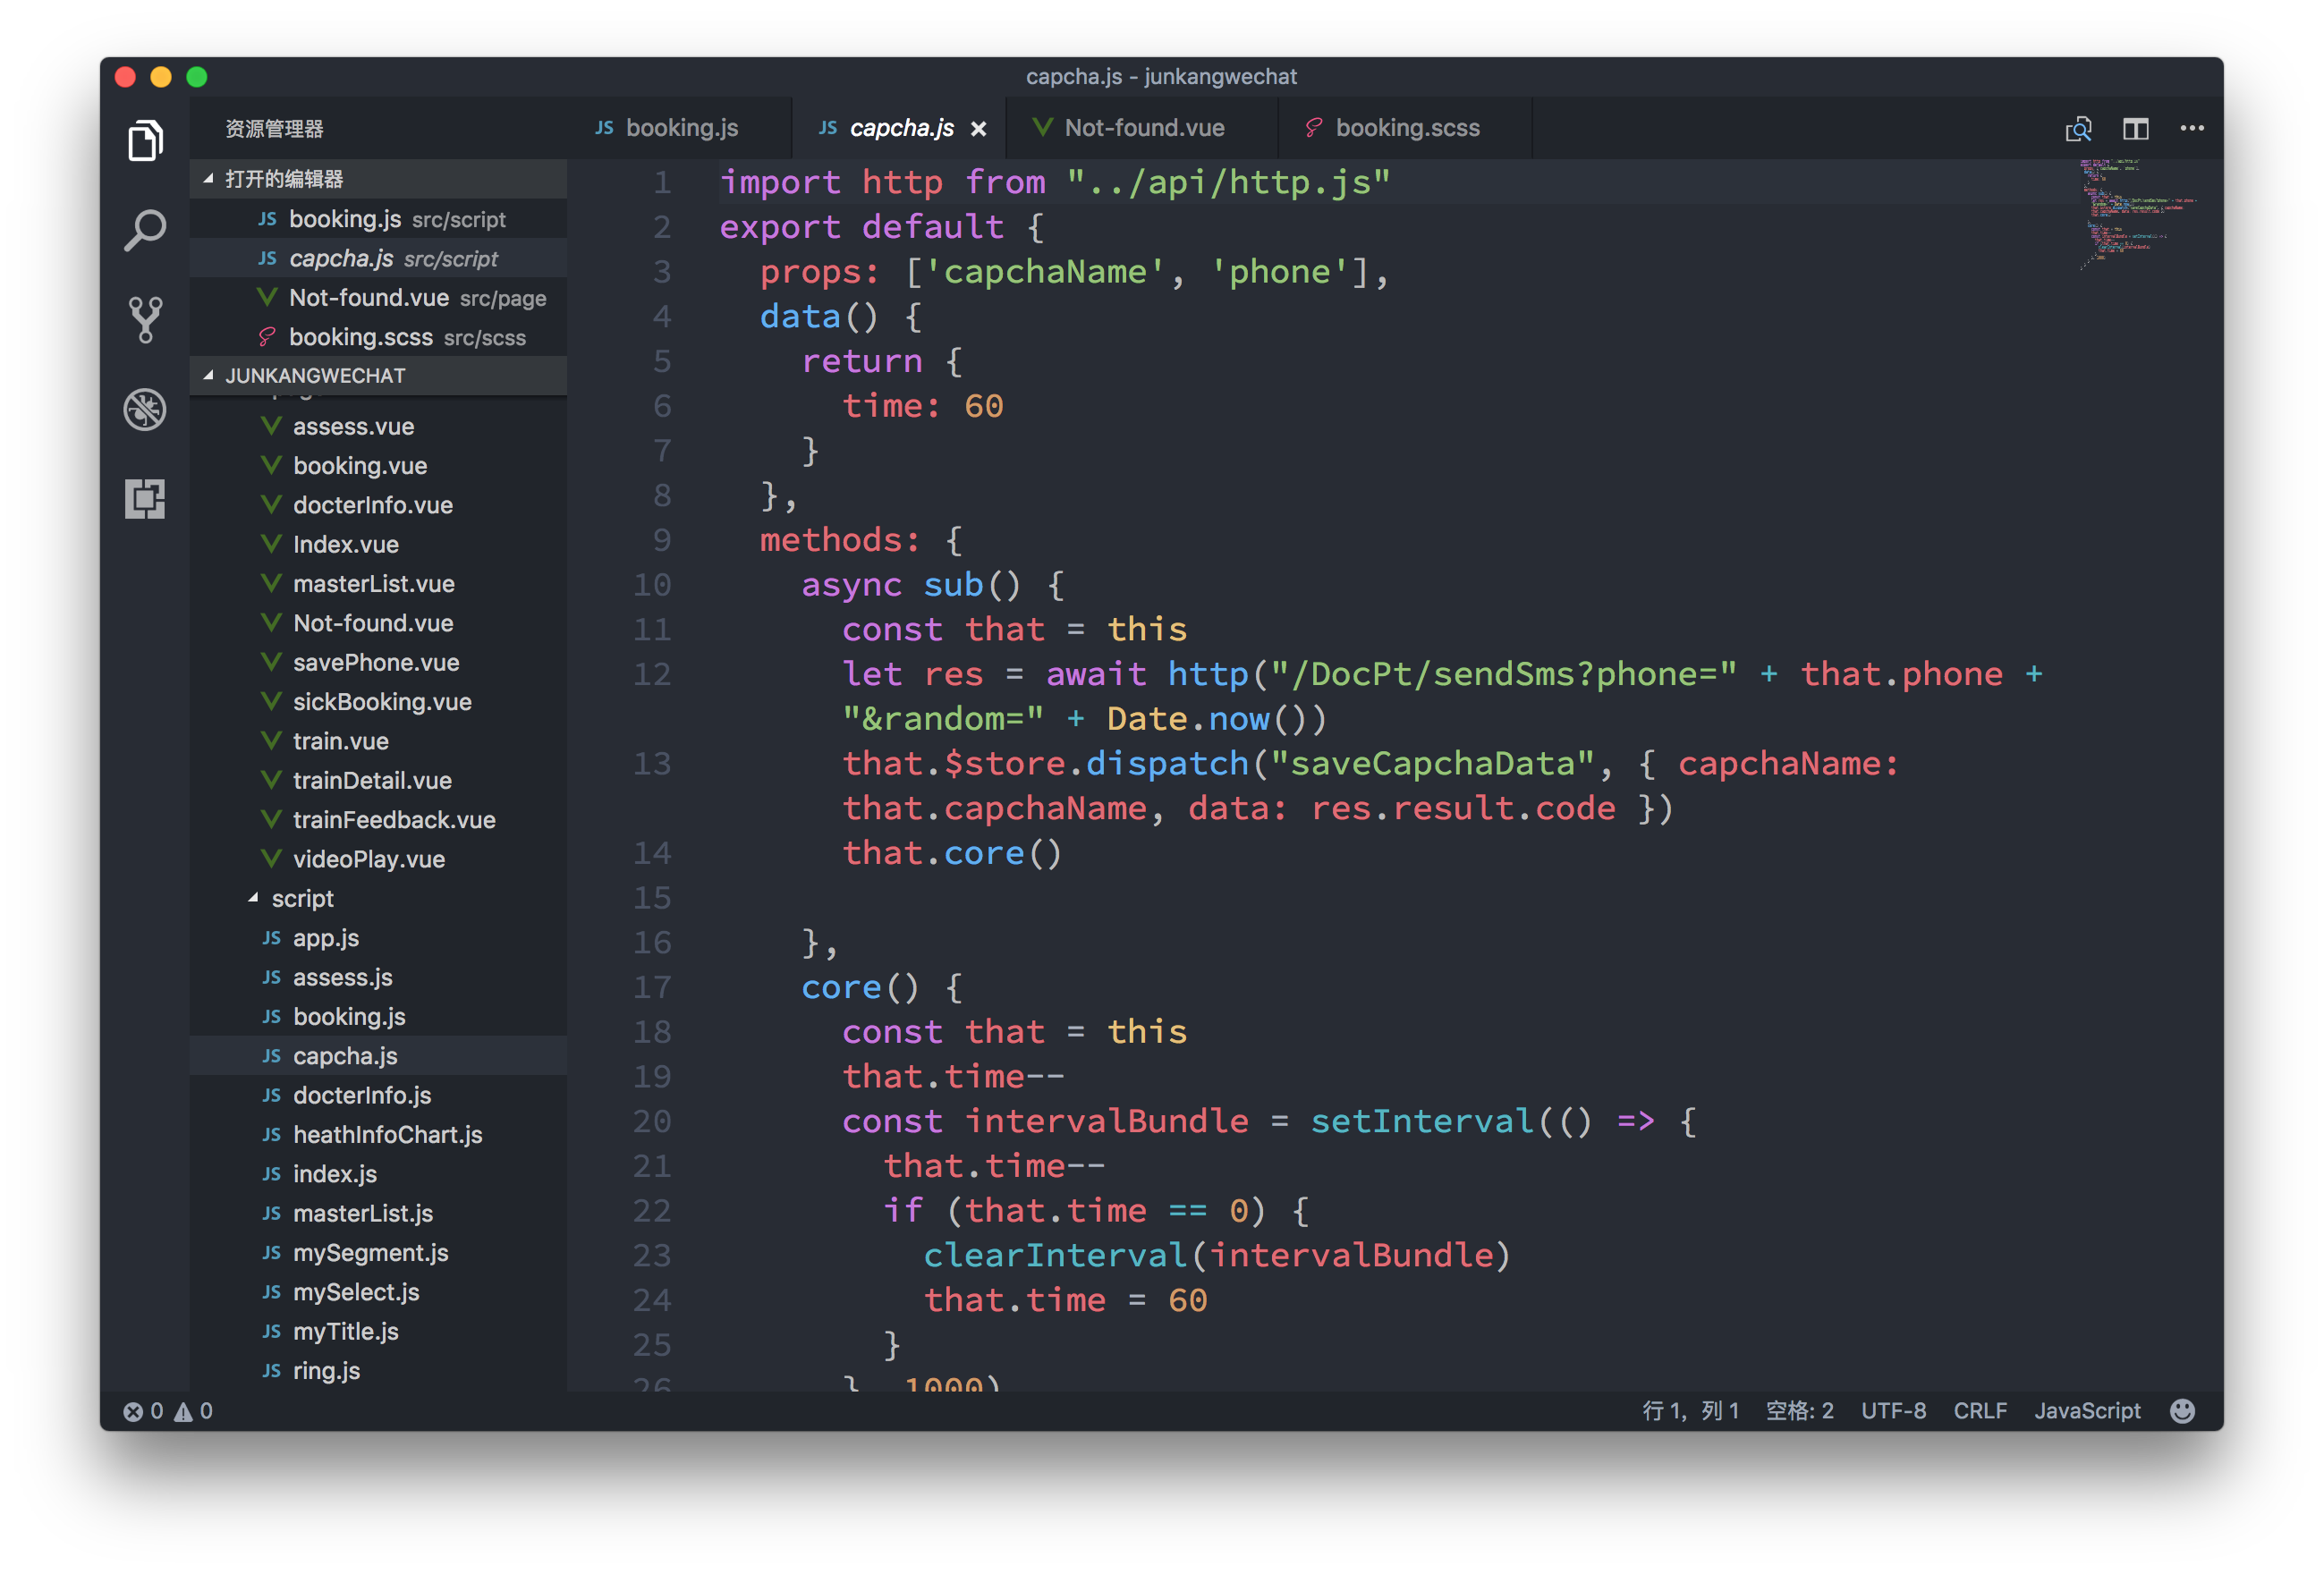 capcha.js - junkangwechat
资源管理器
打开的编辑器
JS booking.js src/script
JS capcha.js src/script
Not-found.vue src/page
booking.scss src/scss
JUNKANGWECHAT
assess.vue
booking.vue
docterInfo.vue
Index.vue
masterList.vue
Not-found.vue
savePhone.vue
sickBooking.vue
train.vue
trainDetail.vue
trainFeedback.vue
videoPlay.vue
script
JS app.js
JS assess.js
JS booking.js
JS capcha.js
JS docterInfo.js
JS heathInfoChart.js
JS index.js
JS masterList.js
JS mySegment.js
JS mySelect.js
JS myTitle.js
JS ring.js
JS booking.js JS capcha.js × Not-found.vue booking.scss
1 import http from "../api/http.js"
2 export default {
3 props: ['capchaName', 'phone'],
4 data() {
5 return {
6 time: 60
7 }
8 },
9 methods: {
10 async sub() {
11 const that = this
12 let res = await http("/DocPt/sendSms?phone=" + that.phone +
"&random=" + Date.now())
13 that.$store.dispatch("saveCapchaData", { capchaName:
that.capchaName, data: res.result.code })
14 that.core()
15
16 },
17 core() {
18 const that = this
19 that.time--
20 const intervalBundle = setInterval(() => {
21 that.time--
22 if (that.time == 0) {
23 clearInterval(intervalBundle)
24 that.time = 60
25 }
26 }, 1000)
0 0 行 1, 列 1 空格: 2 UTF-8 CRLF JavaScript